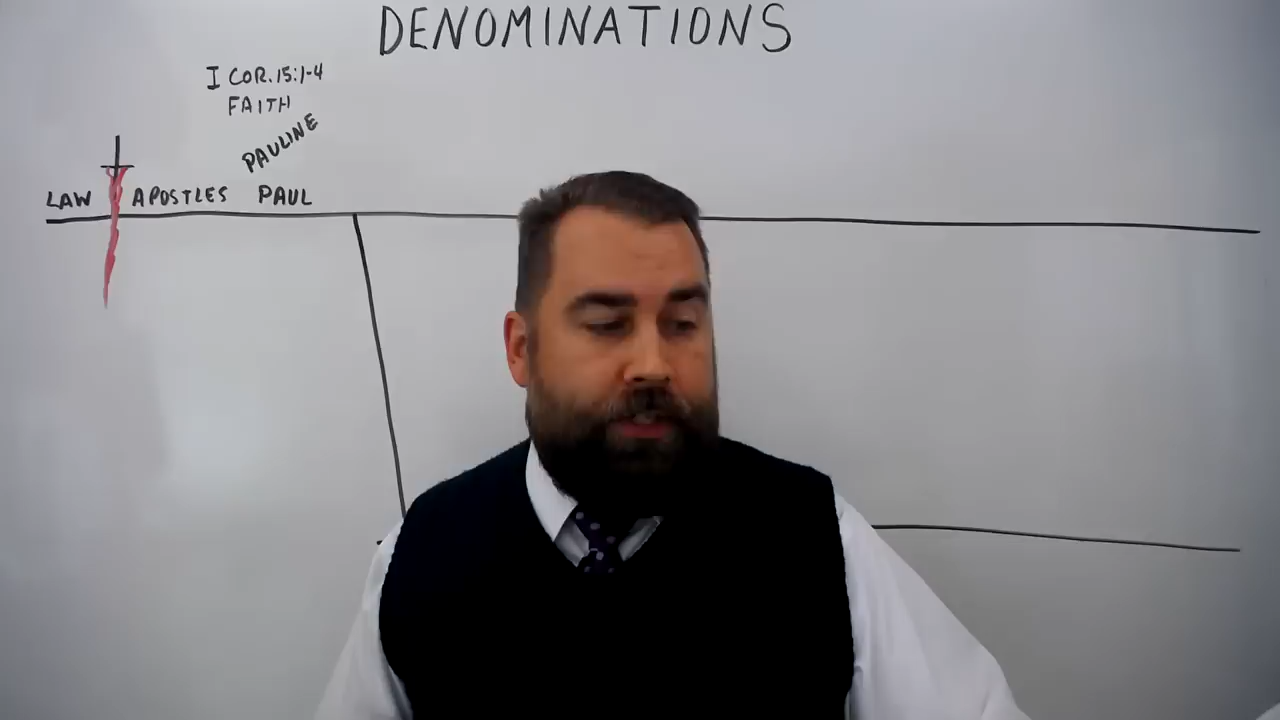 DENOMINATIONS
I COR. 15:1-4
FAITH
PAULINE
LAW APOSTLES PAUL